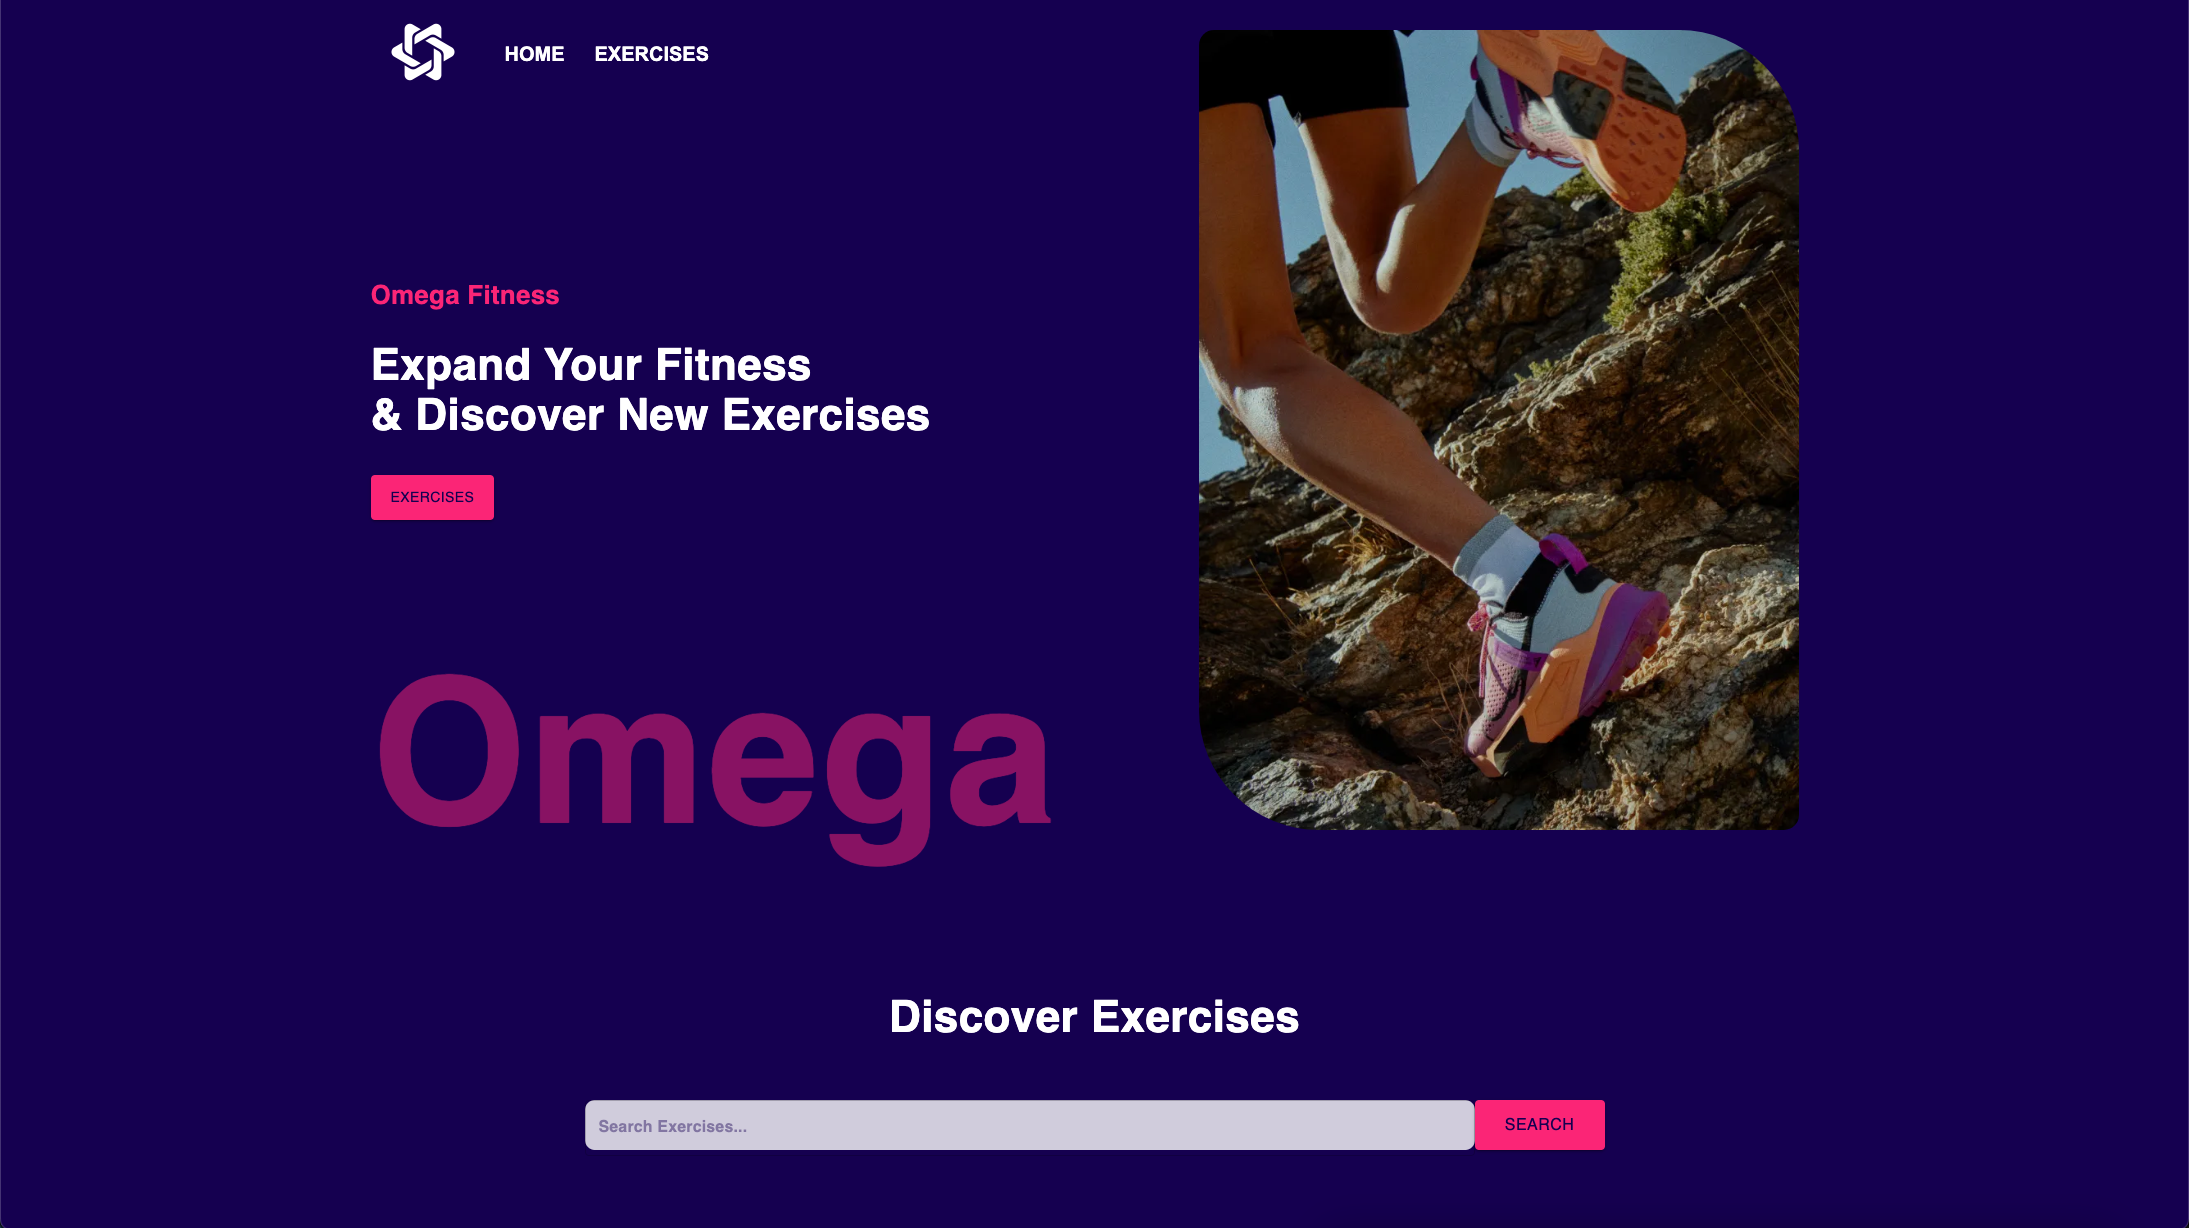 HOME EXERCISES
Omega Fitness
Expand Your Fitness
& Discover New Exercises
EXERCISES
Omega
Discover Exercises
Search Exercises...
SEARCH